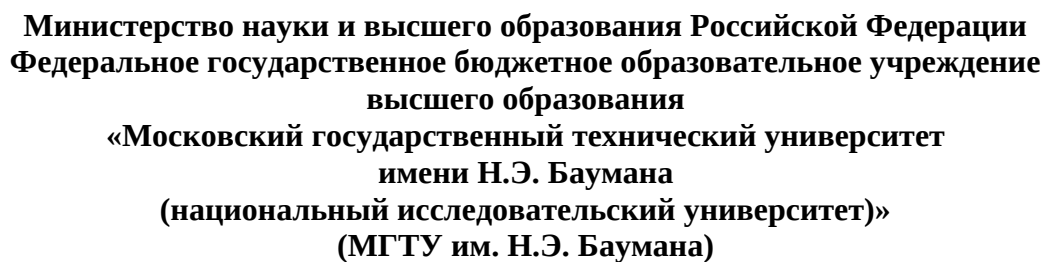 Министерство науки и высшего образования Российской Федерации
Федеральное государственное бюджетное образовательное учреждение
высшего образования
«Московский государственный технический университет
имени Н.Э. Баумана
(национальный исследовательский университет)»
(МГТУ им. Н.Э. Баумана)